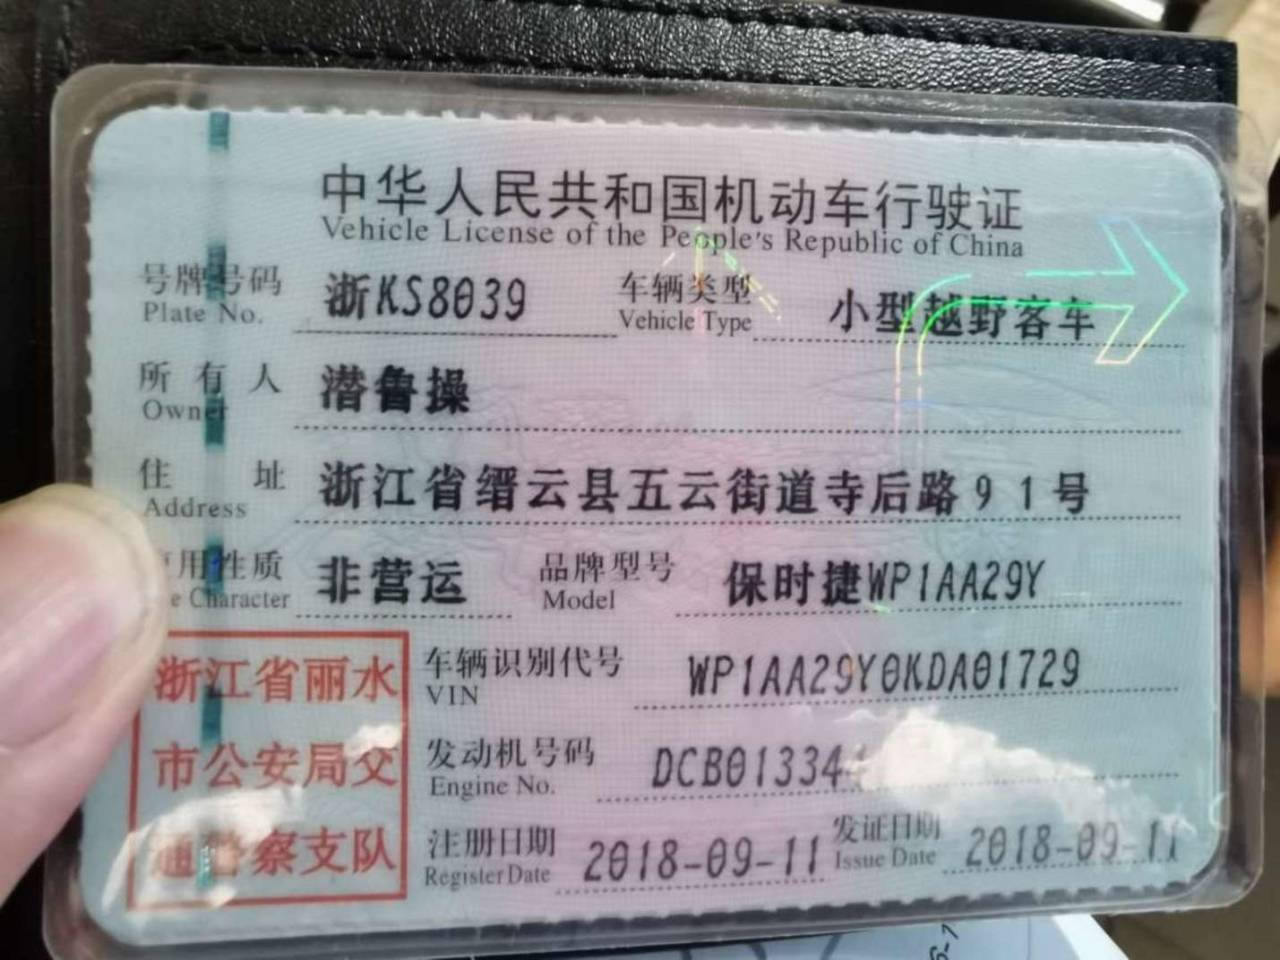 中华人民共和国机动车行驶证
Vehicle License of the People's Republic of China
号牌号码 浙KS8039 车辆类型 小型越野客车
Plate No. Vehicle Type
所有人 潜鲁操
Owner
住址 浙江省缙云县五云街道寺后路91号
Address
用性质 非营运 品牌型号 保时捷WP1AA29Y
e Character Model
浙江省丽水
市公安局交
通警察支队
车辆识别代号 WP1AA29Y0KDA01729
VIN
发动机号码 DCB01334
Engine No.
注册日期 2018-09-11 发证日期 2018-09-11
Register Date Issue Date